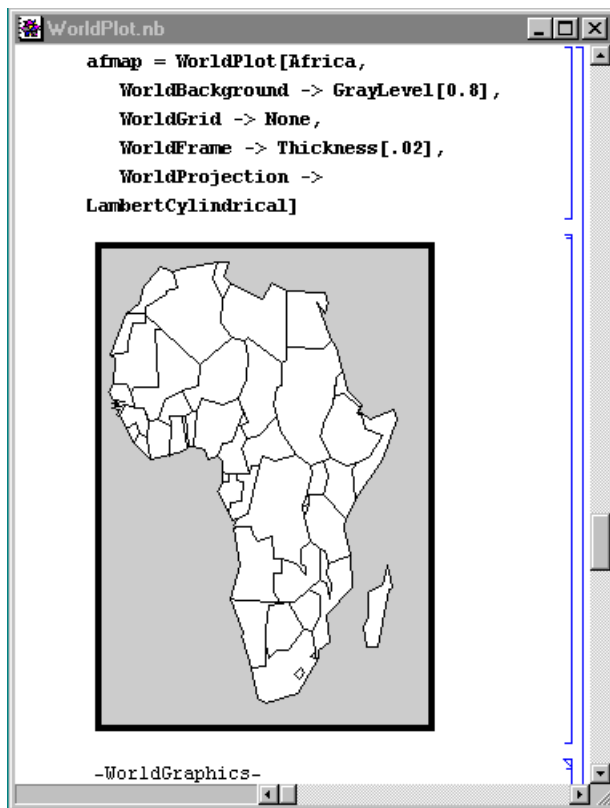 WorldPlot.nb
afmap = WorldPlot[Africa,
WorldBackground -> GrayLevel[0.8],
WorldGrid -> None,
WorldFrame -> Thickness[.02],
WorldProjection ->
LambertCylindrical]
-WorldGraphics-